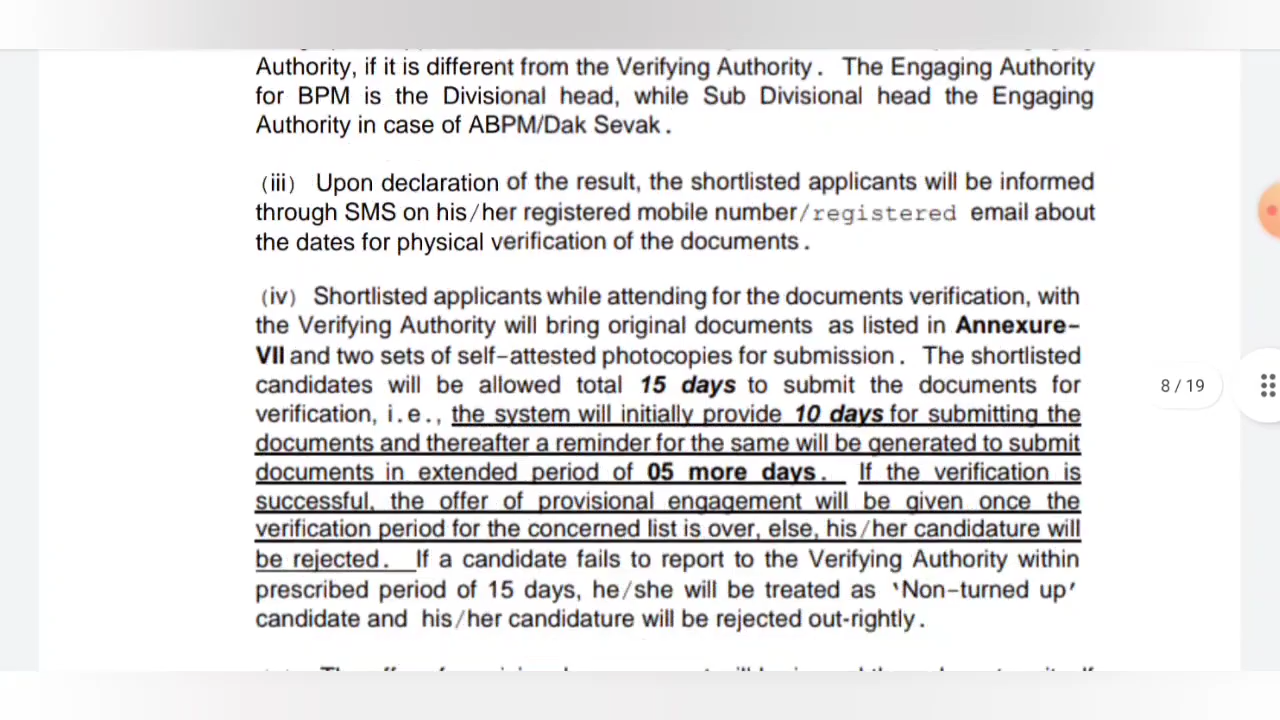 Authority, if it is different from the Verifying Authority. The Engaging Authority
for BPM is the Divisional head, while Sub Divisional head the Engaging
Authority in case of ABPM/Dak Sevak.
(iii) Upon declaration of the result, the shortlisted applicants will be informed
through SMS on his/her registered mobile number/registered email about
the dates for physical verification of the documents.
(iv) Shortlisted applicants while attending for the documents verification, with
the Verifying Authority will bring original documents as listed in Annexure-
VII and two sets of self-attested photocopies for submission. The shortlisted
candidates will be allowed total 15 days to submit the documents for
verification, i.e., the system will initially provide 10 days for submitting the
documents and thereafter a reminder for the same will be generated to submit
documents in extended period of 05 more days. If the verification is
successful, the offer of provisional engagement will be given once the
verification period for the concerned list is over, else, his/her candidature will
be rejected. If a candidate fails to report to the Verifying Authority within
prescribed period of 15 days, he/she will be treated as 'Non-turned up'
candidate and his/her candidature will be rejected out-rightly.
8/19